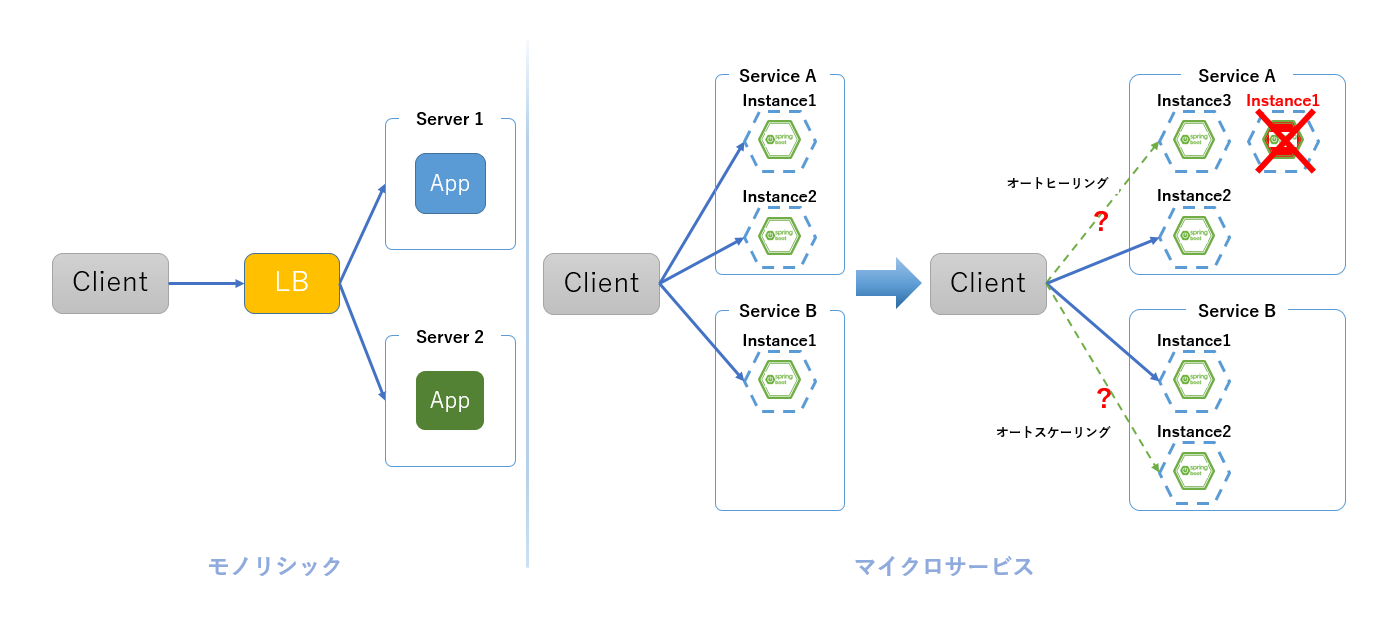 Client
LB
Server 1
App
Server 2
App
モノリシック
Client
Service A
Instance1
spring
boot
Instance2
spring
boot
Service B
Instance1
spring
boot
Client
オートヒーリング
?
?
オートスケーリング
Service A
Instance3
Instance1
spring
boot
Instance2
spring
boot
Service B
Instance1
spring
boot
Instance2
spring
boot
マイクロサービス